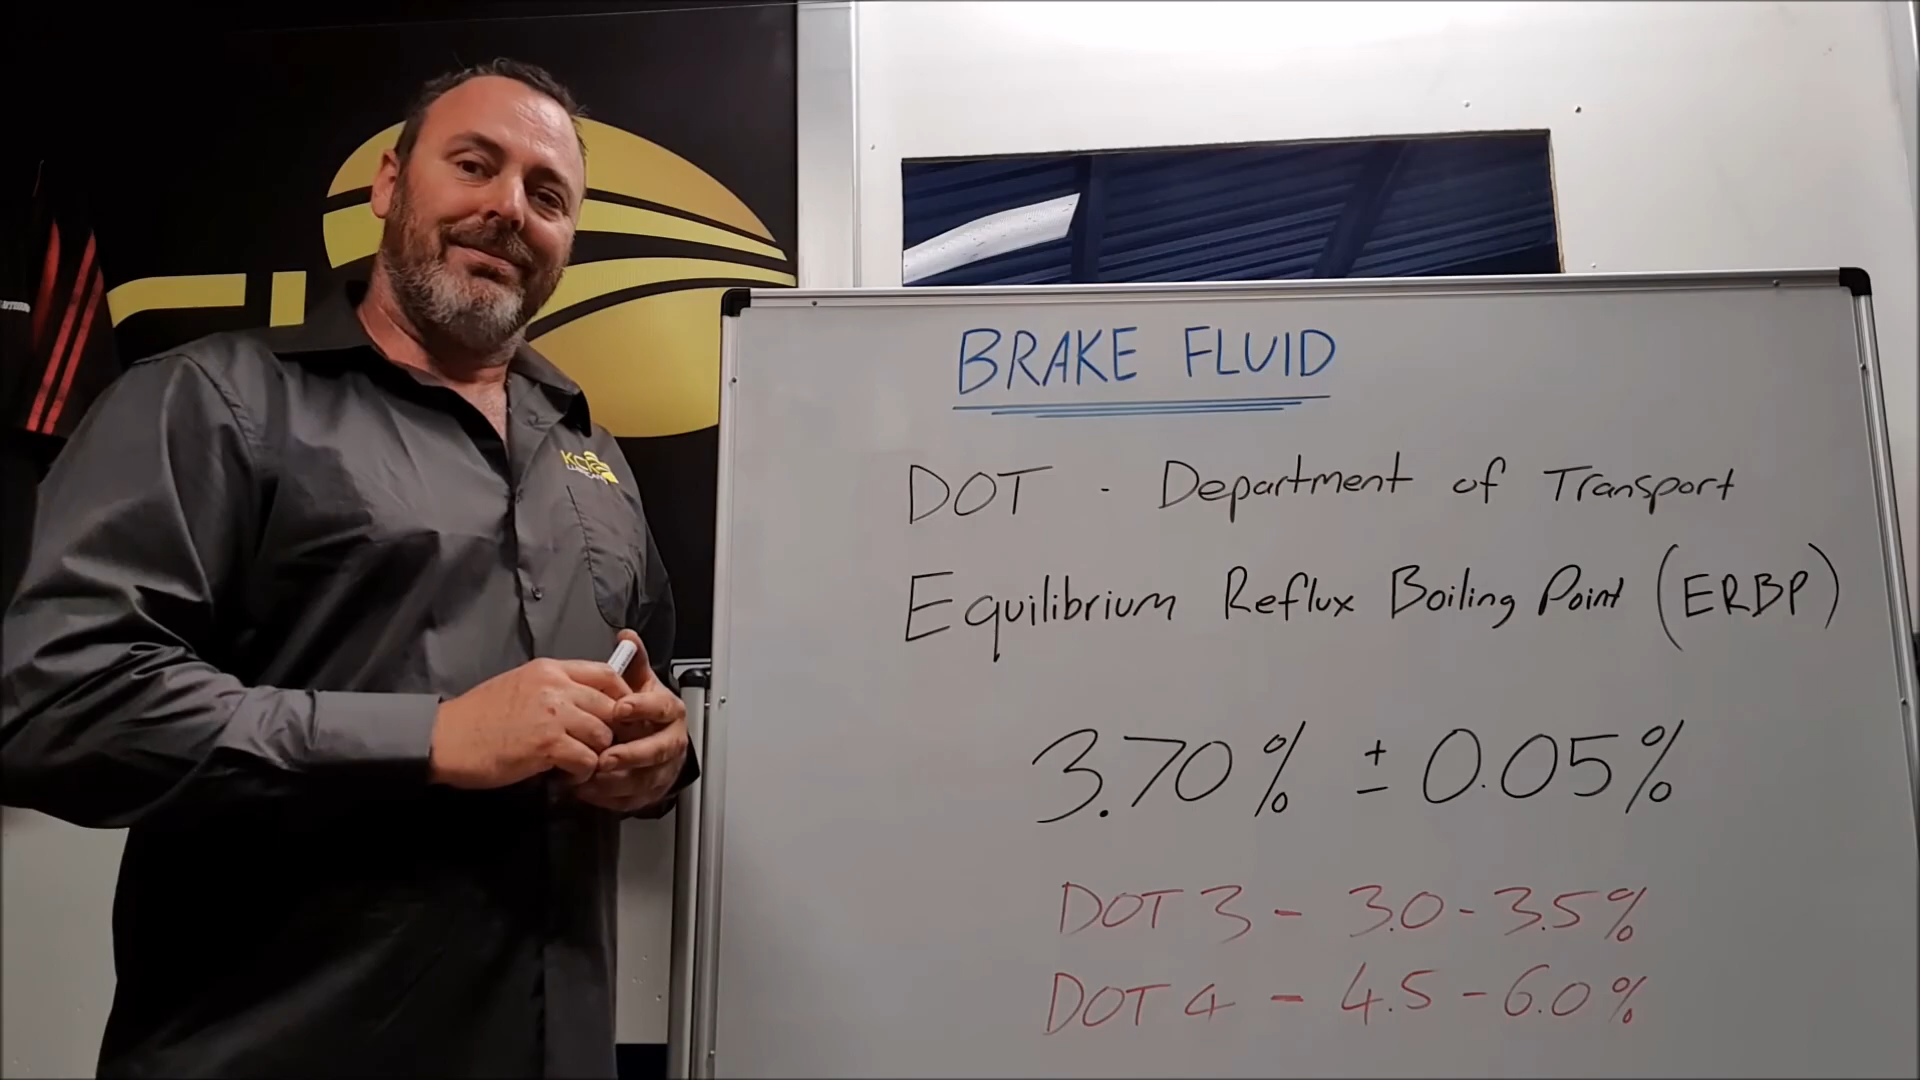 BRAKE FLUID
DOT - Department of Transport
Equilibrium Reflux Boiling Point (ERBP)
3.70% ± 0.05%
DOT 3 - 3.0 - 3.5%
DOT 4 - 4.5 - 6.0%